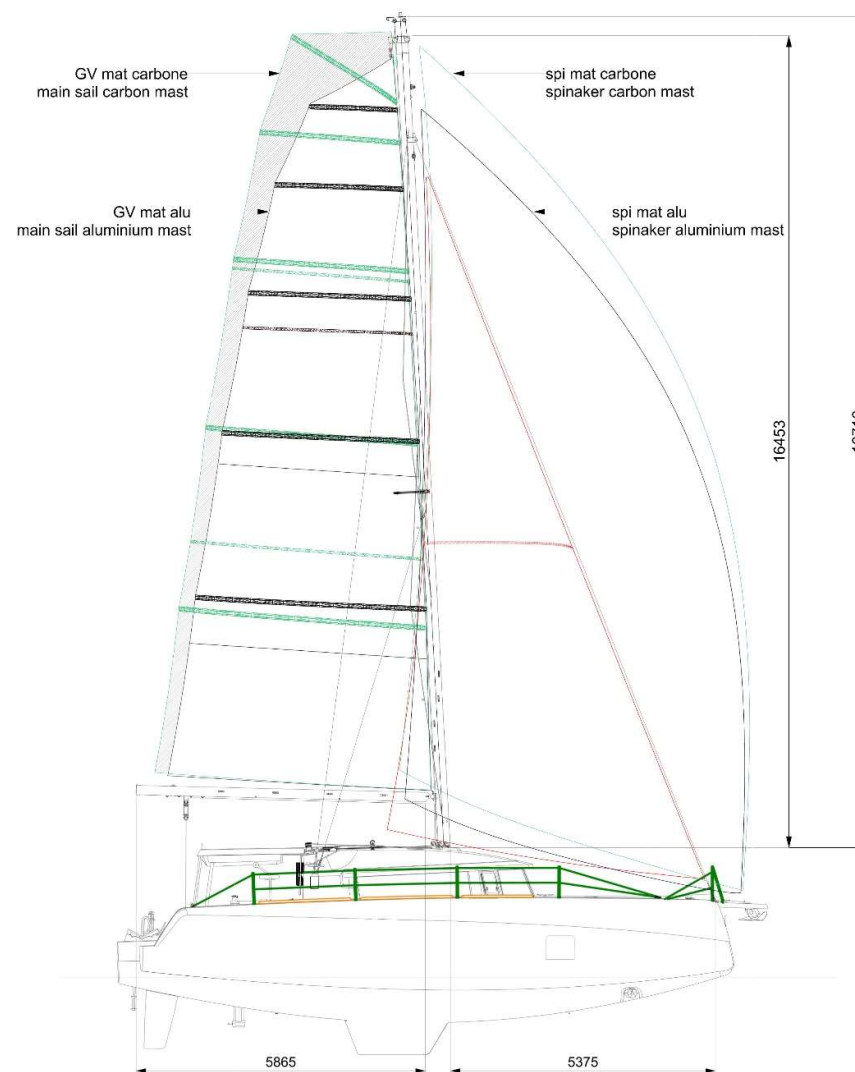 GV mat carbone
main sail carbon mast
spi mat carbone
spinaker carbon mast
GV mat alu
main sail aluminium mast
spi mat alu
spinaker aluminium mast
16453
5865
5375